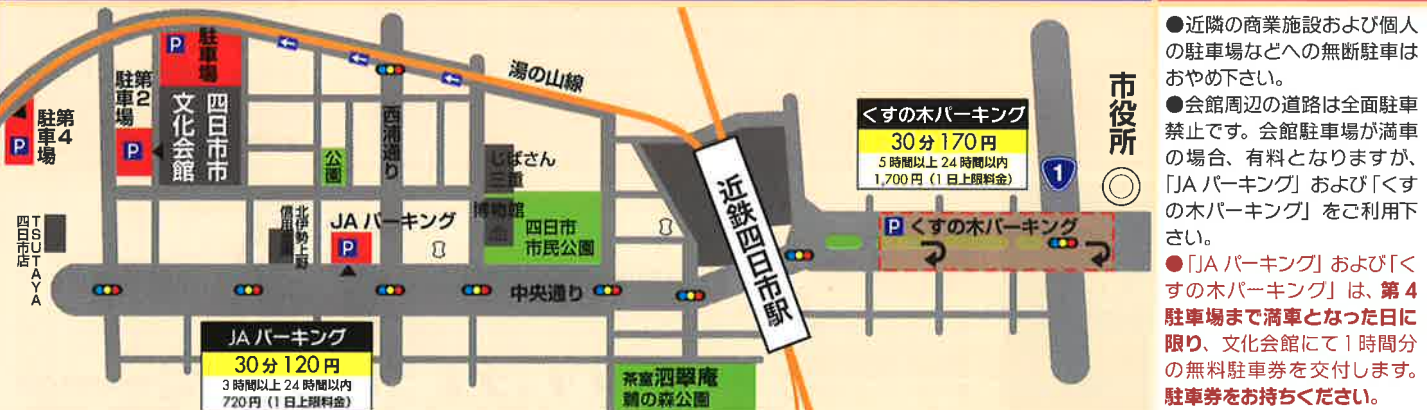 湯の山線
P
駐車場
四日市市
文化会館
第2
駐車場
P
第4
駐車場
P
西浦通り
公園
じばさん
三重
博物館
四日市
市民公園
北伊勢上野
信用金庫
JAパーキング
P
TSUTAYA
四日市店
中央通り
近鉄四日市駅
茶室 泗翠庵
鵜の森公園
JAパーキング
30分120円
3時間以上24時間以内
720円(1日上限料金)
くすの木パーキング
30分170円
5時間以上24時間以内
1,700円(1日上限料金)
P くすの木パーキング
1
市役所
●近隣の商業施設および個人
の駐車場などへの無断駐車は
おやめ下さい。
●会館周辺の道路は全面駐車
禁止です。会館駐車場が満車
の場合、有料となりますが、
「JAパーキング」および「くす
の木パーキング」をご利用下
さい。
●「JAパーキング」および「く
すの木パーキング」は、第4
駐車場まで満車となった日に
限り、文化会館にて1時間分
の無料駐車券を交付します。
駐車券をお持ちください。